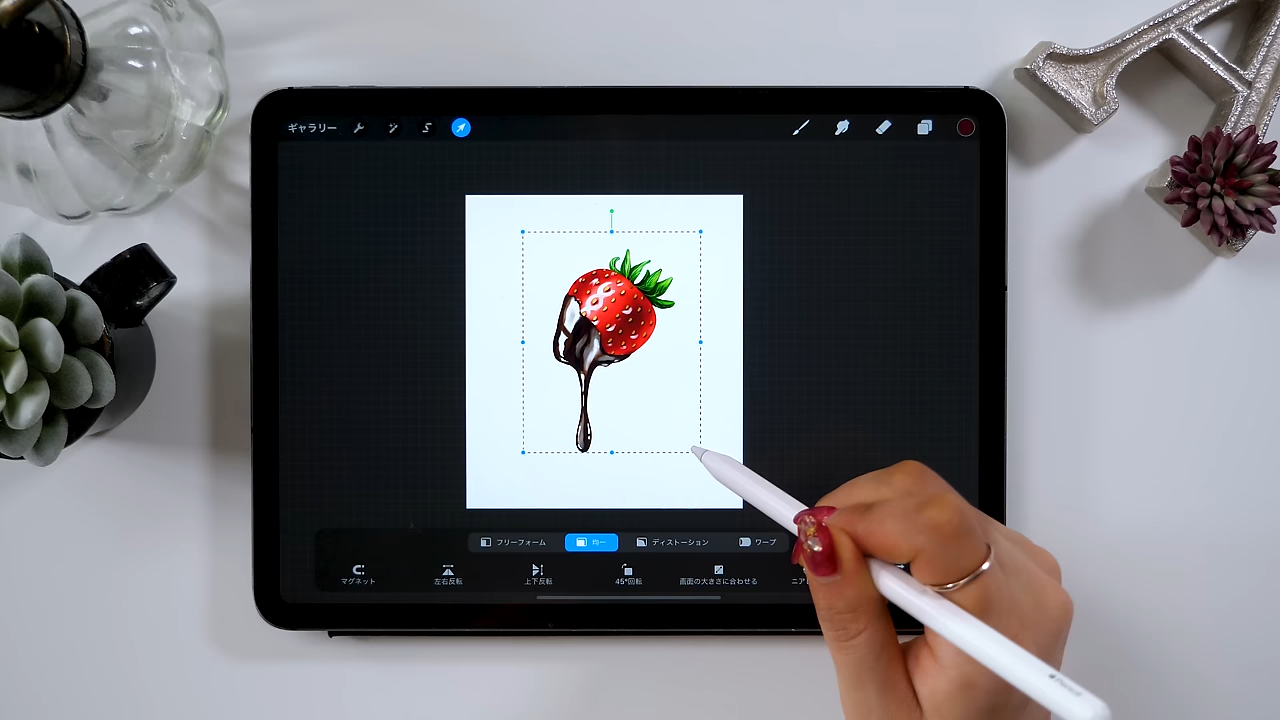 ギャラリー
フリーフォーム 均一 ディストーション ワープ
マグネット 左右反転 上下反転 45°回転 画面の大きさに合わせる